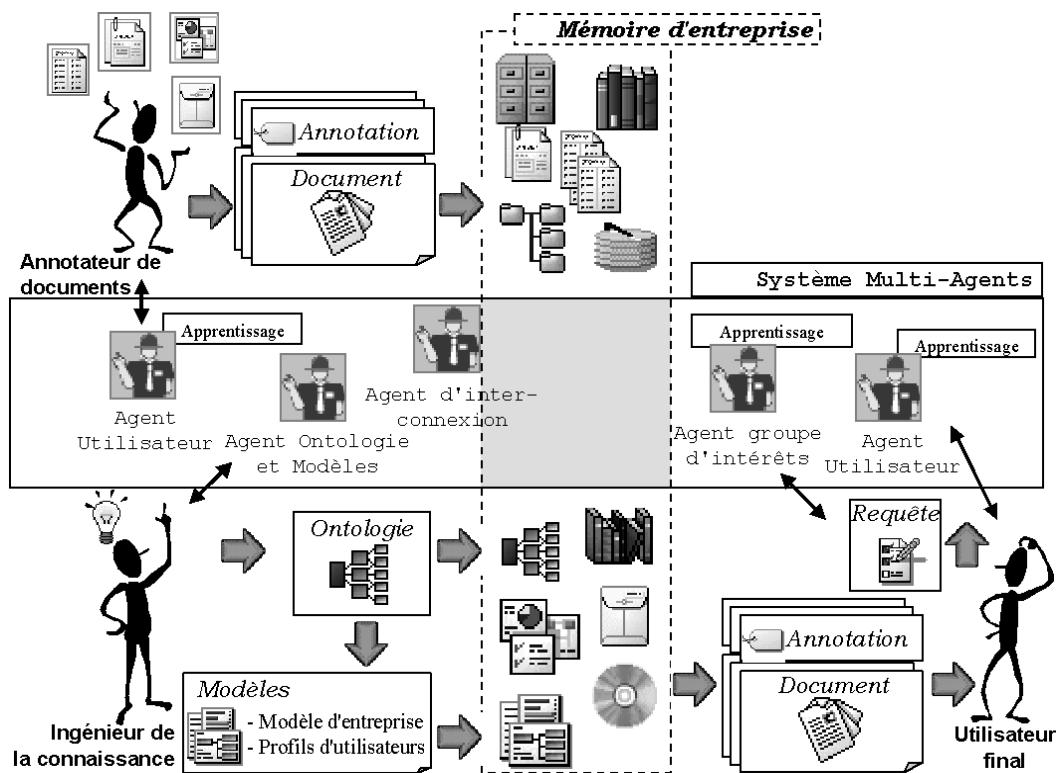 Mémoire d'entreprise
Annotation
Document
Annotateur de
documents
Système Multi-Agents
Apprentissage
Agent
Utilisateur
Agent Ontologie
et Modèles
Agent d'inter-
connexion
Apprentissage
Agent groupe
d'intérêts
Apprentissage
Agent
Utilisateur
Ontologie
Requête
Modèles
- Modèle d'entreprise
- Profils d'utilisateurs
Ingénieur de
la connaissance
Annotation
Document
Utilisateur
final